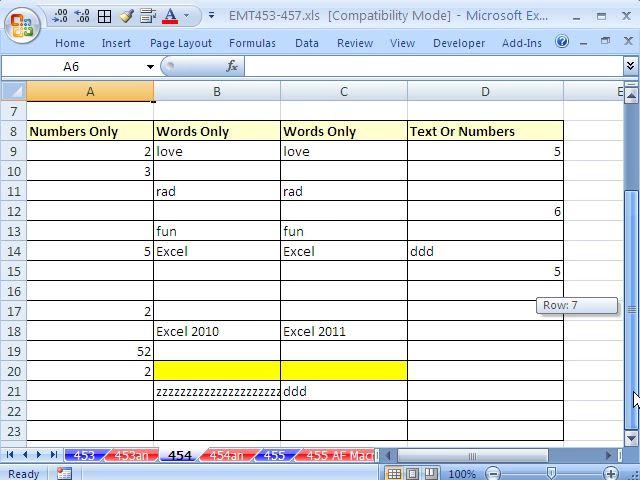 EMT453-457.xls [Compatibility Mode] - Microsoft Ex...
Home Insert Page Layout Formulas Data Review View Developer Add-Ins
A6 fx
A B C D E
7
8 Numbers Only Words Only Words Only Text Or Numbers
9 2 love love 5
10 3
11 rad rad
12 6
13 fun fun
14 5 Excel Excel ddd
15 5
16
Row: 7
17 2
18 Excel 2010 Excel 2011
19 52
20 2
21 zzzzzzzzzzzzzzzzzzzzz ddd
22
23
453 453an 454 454an 455 455 AF Macr
Ready 100%